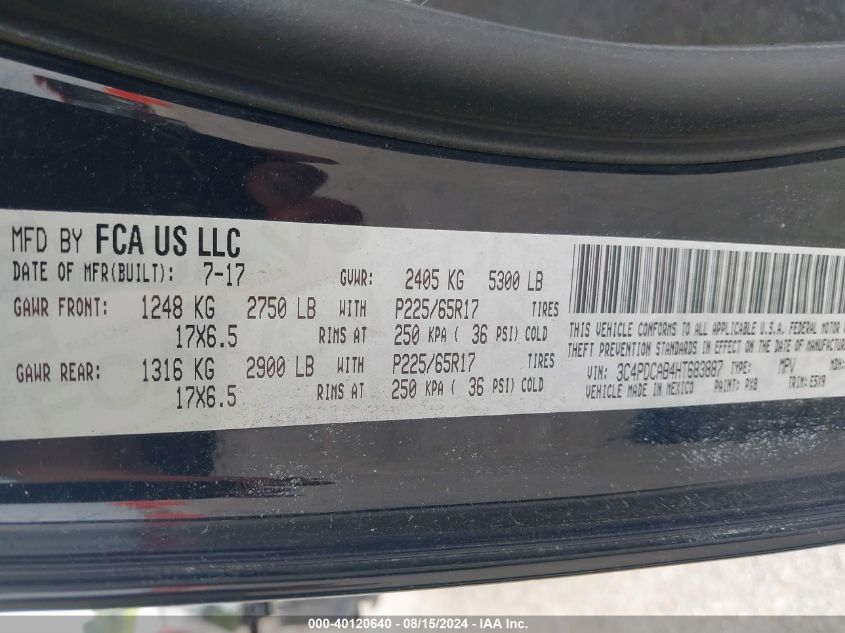 MFD BY FCA US LLC
DATE OF MFR(BUILT): 7-17 GVWR: 2405 KG 5300 LB
GAWR FRONT: 1248 KG 2750 LB WITH P225/65R17 TIRES
17X6.5 RIMS AT 250 KPA ( 36 PSI) COLD
GAWR REAR: 1316 KG 2900 LB WITH P225/65R17 TIRES
17X6.5 RIMS AT 250 KPA ( 36 PSI) COLD
THIS VEHICLE CONFORMS TO ALL APPLICABLE U.S.A. FEDERAL MOTOR
THEFT PREVENTION STANDARDS IN EFFECT ON THE DATE OF MANUFACTUR
VIN: 3C4PDCAB4HT683887 TYPE: MPV MDH:
VEHICLE MADE IN MEXICO PAINT: PX8 TRIM: E5X9
000-40120640 - 08/15/2024 - IAA Inc.